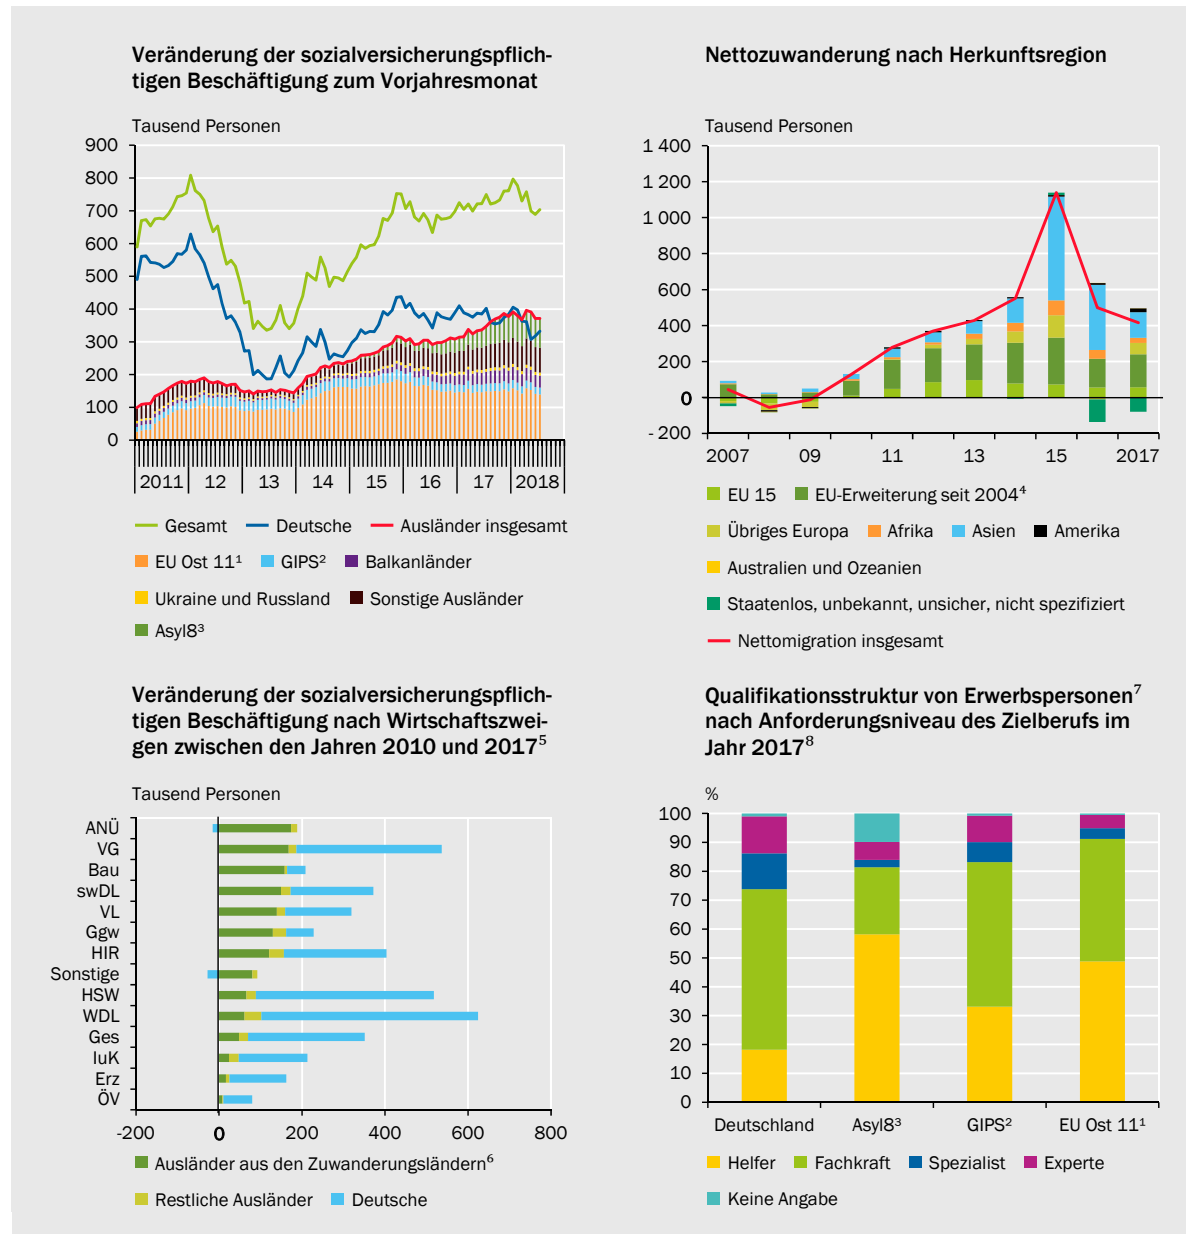 Veränderung der sozialversicherungspflich-
tigen Beschäftigung zum Vorjahresmonat
Tausend Personen
900
800
700
600
500
400
300
200
100
0
2011 12 13 14 15 16 17 2018
Gesamt Deutsche Ausländer insgesamt
EU Ost 11¹ GIPS² Balkanländer
Ukraine und Russland Sonstige Ausländer
Asyl8³
Nettozuwanderung nach Herkunftsregion
Tausend Personen
1 400
1 200
1 000
800
600
400
200
0
- 200
2007 09 11 13 15 2017
EU 15 EU-Erweiterung seit 2004⁴
Übriges Europa Afrika Asien Amerika
Australien und Ozeanien
Staatenlos, unbekannt, unsicher, nicht spezifiziert
Nettomigration insgesamt
Veränderung der sozialversicherungspflich-
tigen Beschäftigung nach Wirtschaftszwei-
gen zwischen den Jahren 2010 und 2017⁵
Tausend Personen
ANÜ
VG
Bau
swDL
VL
Ggw
HIR
Sonstige
HSW
WDL
Ges
IuK
Erz
ÖV
-200 0 200 400 600 800
Ausländer aus den Zuwanderungsländern⁶
Restliche Ausländer Deutsche
Qualifikationsstruktur von Erwerbspersonen⁷
nach Anforderungsniveau des Zielberufs im
Jahr 2017⁸
%
100
90
80
70
60
50
40
30
20
10
0
Deutschland Asyl8³ GIPS² EU Ost 11¹
Helfer Fachkraft Spezialist Experte
Keine Angabe